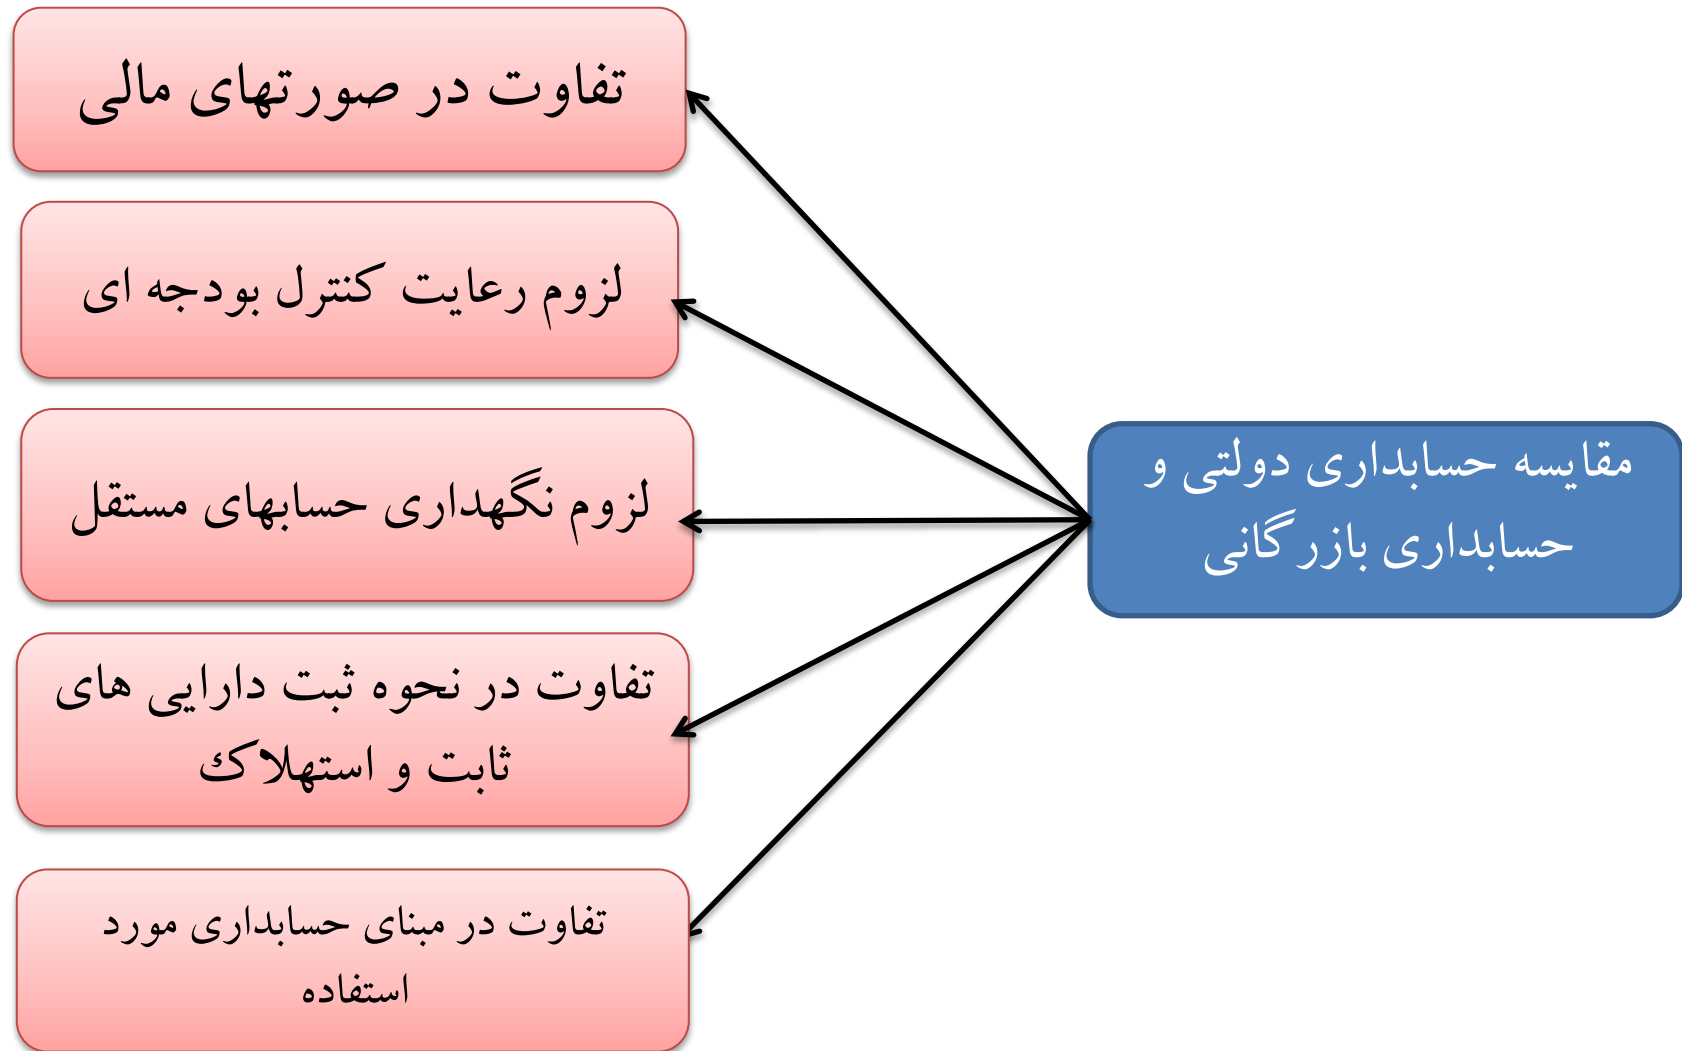 مقایسه حسابداری دولتی و
حسابداری بازرگانی
تفاوت در صورتهای مالی
لزوم رعایت کنترل بودجه ای
لزوم نگهداری حسابهای مستقل
تفاوت در نحوه ثبت دارایی های
ثابت و استهلاک
تفاوت در مبنای حسابداری مورد
استفاده